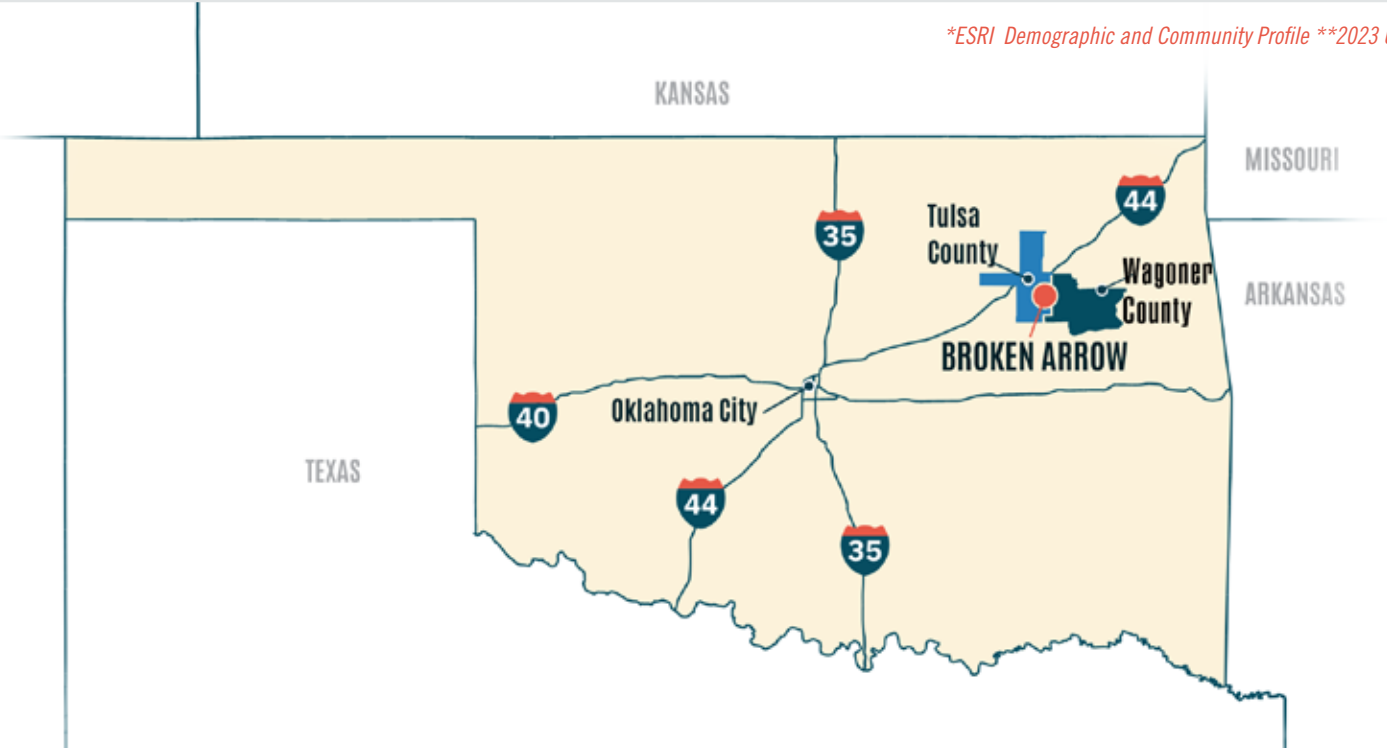 *ESRI Demographic and Community Profile **2023
KANSAS
MISSOURI
44
Tulsa
County
35
Wagoner
County
ARKANSAS
BROKEN ARROW
40
Oklahoma City
TEXAS
44
35